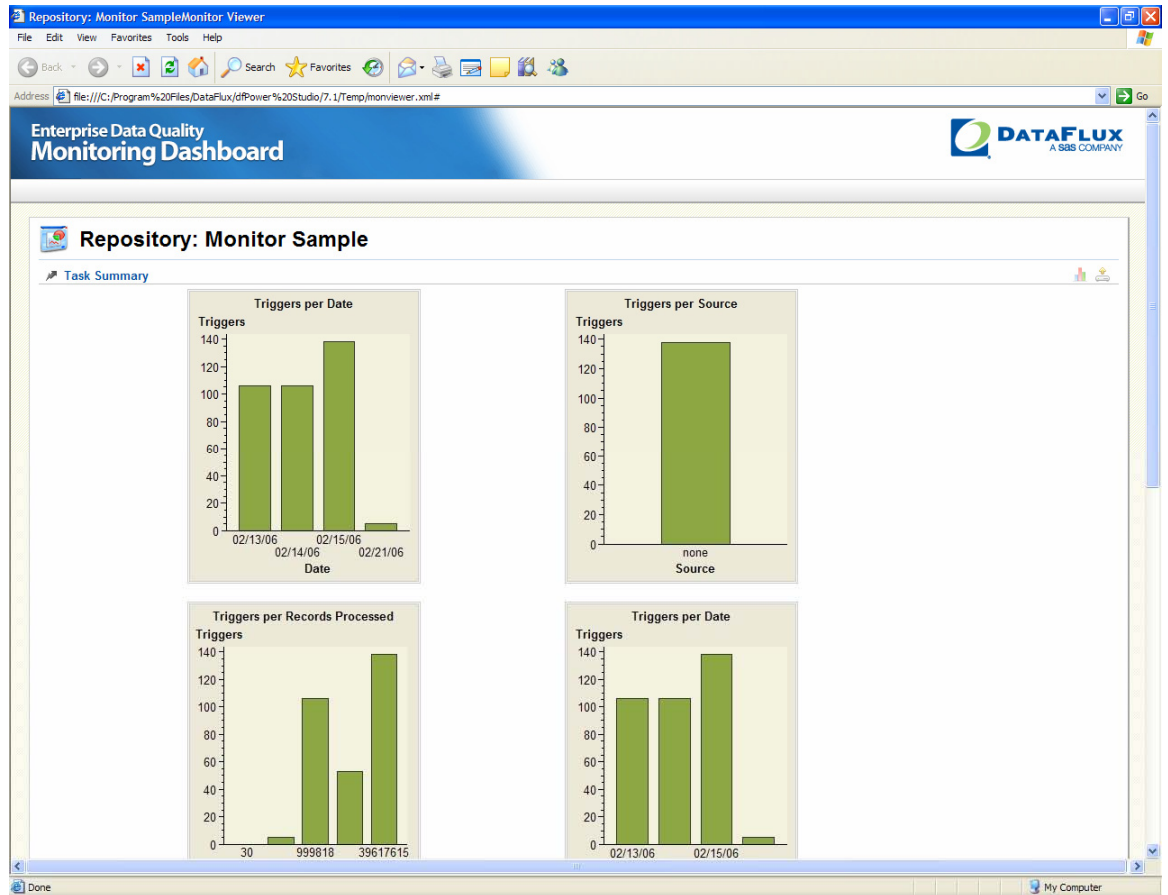 Repository: Monitor SampleMonitor Viewer
File Edit View Favorites Tools Help
Back Search Favorites
Address file:///C:/Program%20Files/DataFlux/dfPower%20Studio/7.1/Temp/monviewer.xml# Go
Enterprise Data Quality
Monitoring Dashboard
DATAFLUX
A sas COMPANY
Repository: Monitor Sample
Task Summary
Triggers per Date
Triggers
140
120
100
80
60
40
20
0
02/13/06 02/15/06
02/14/06 02/21/06
Date
Triggers per Source
Triggers
140
120
100
80
60
40
20
0
none
Source
Triggers per Records Processed
Triggers
140
120
100
80
60
40
20
0
30 999818 39617615
Triggers per Date
Triggers
140
120
100
80
60
40
20
0
02/13/06 02/15/06
Done My Computer